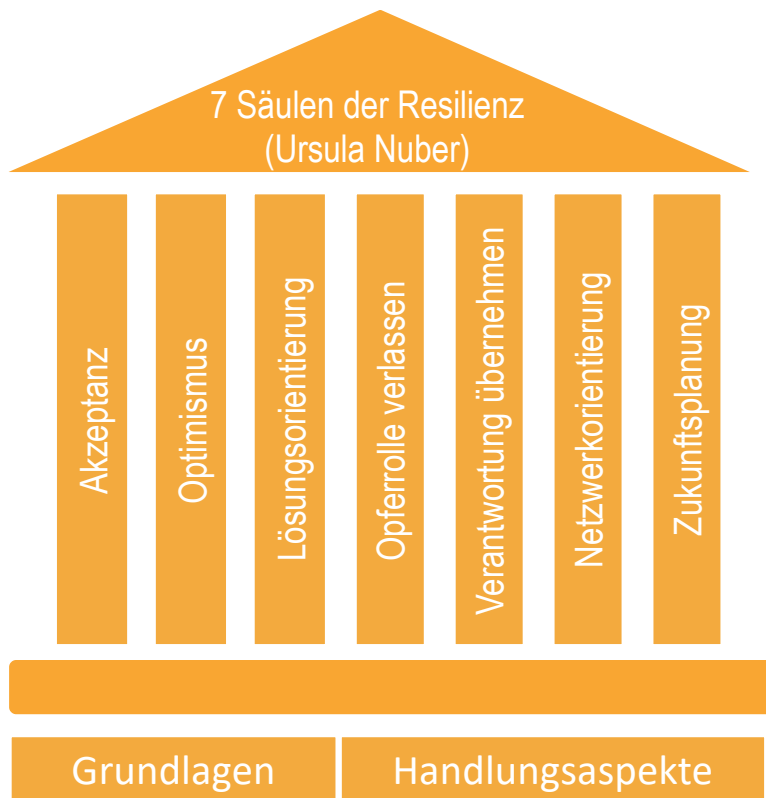 7 Säulen der Resilienz
(Ursula Nuber)
Akzeptanz
Optimismus
Lösungsorientierung
Opferrolle verlassen
Verantwortung übernehmen
Netzwerkorientierung
Zukunftsplanung
Grundlagen
Handlungsaspekte